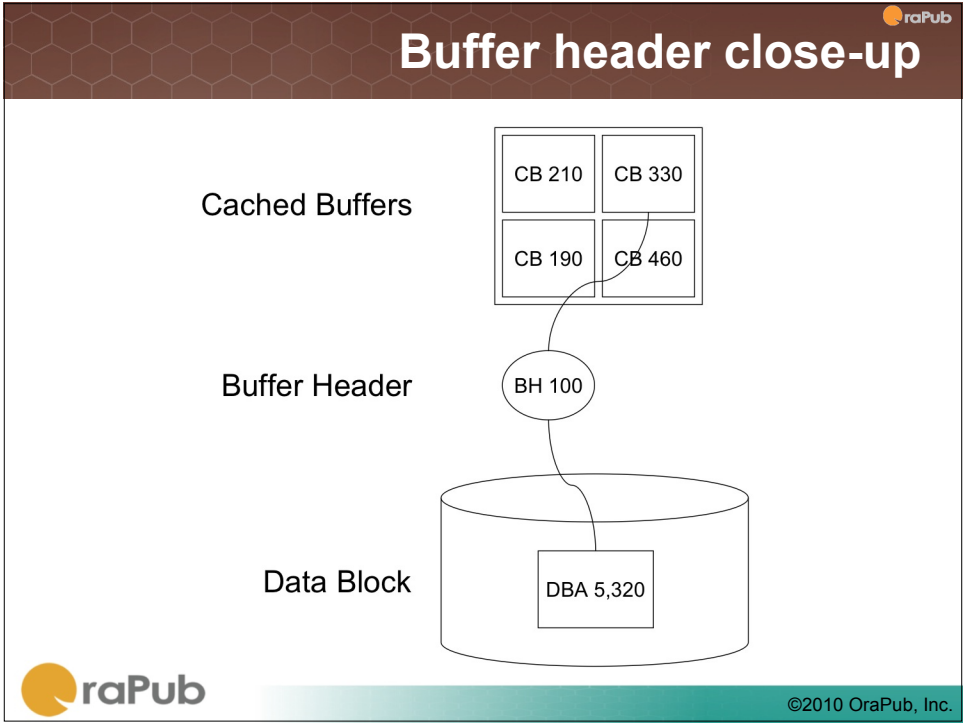 OraPub
Buffer header close-up
Cached Buffers
CB 210 CB 330
CB 190 CB 460
Buffer Header
BH 100
Data Block
DBA 5,320
OraPub
©2010 OraPub, Inc.